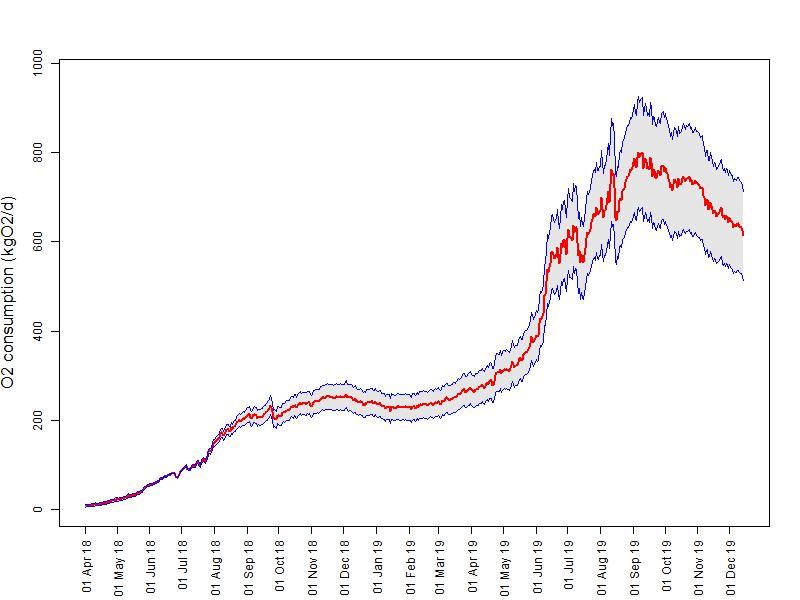 O2 consumption (kgO2/d)
1000
800
600
400
200
0
01 Apr 18
01 May 18
01 Jun 18
01 Jul 18
01 Aug 18
01 Sep 18
01 Oct 18
01 Nov 18
01 Dec 18
01 Jan 19
01 Feb 19
01 Mar 19
01 Apr 19
01 May 19
01 Jun 19
01 Jul 19
01 Aug 19
01 Sep 19
01 Oct 19
01 Nov 19
01 Dec 19